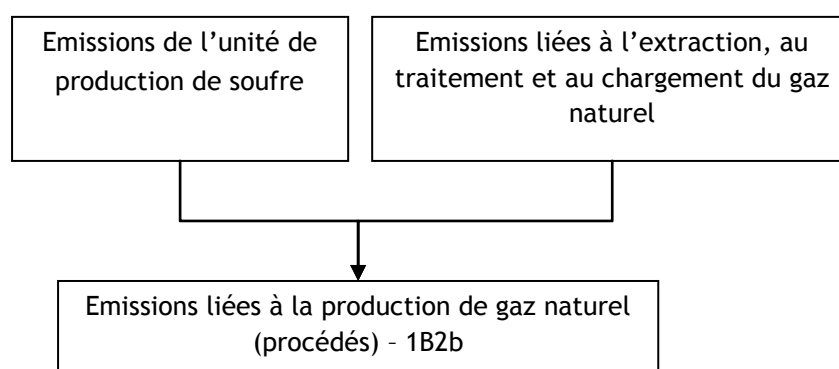 Emissions de l’unité de
production de soufre
Emissions liées à l’extraction, au
traitement et au chargement du gaz
naturel
Emissions liées à la production de gaz naturel
(procédés) – 1B2b